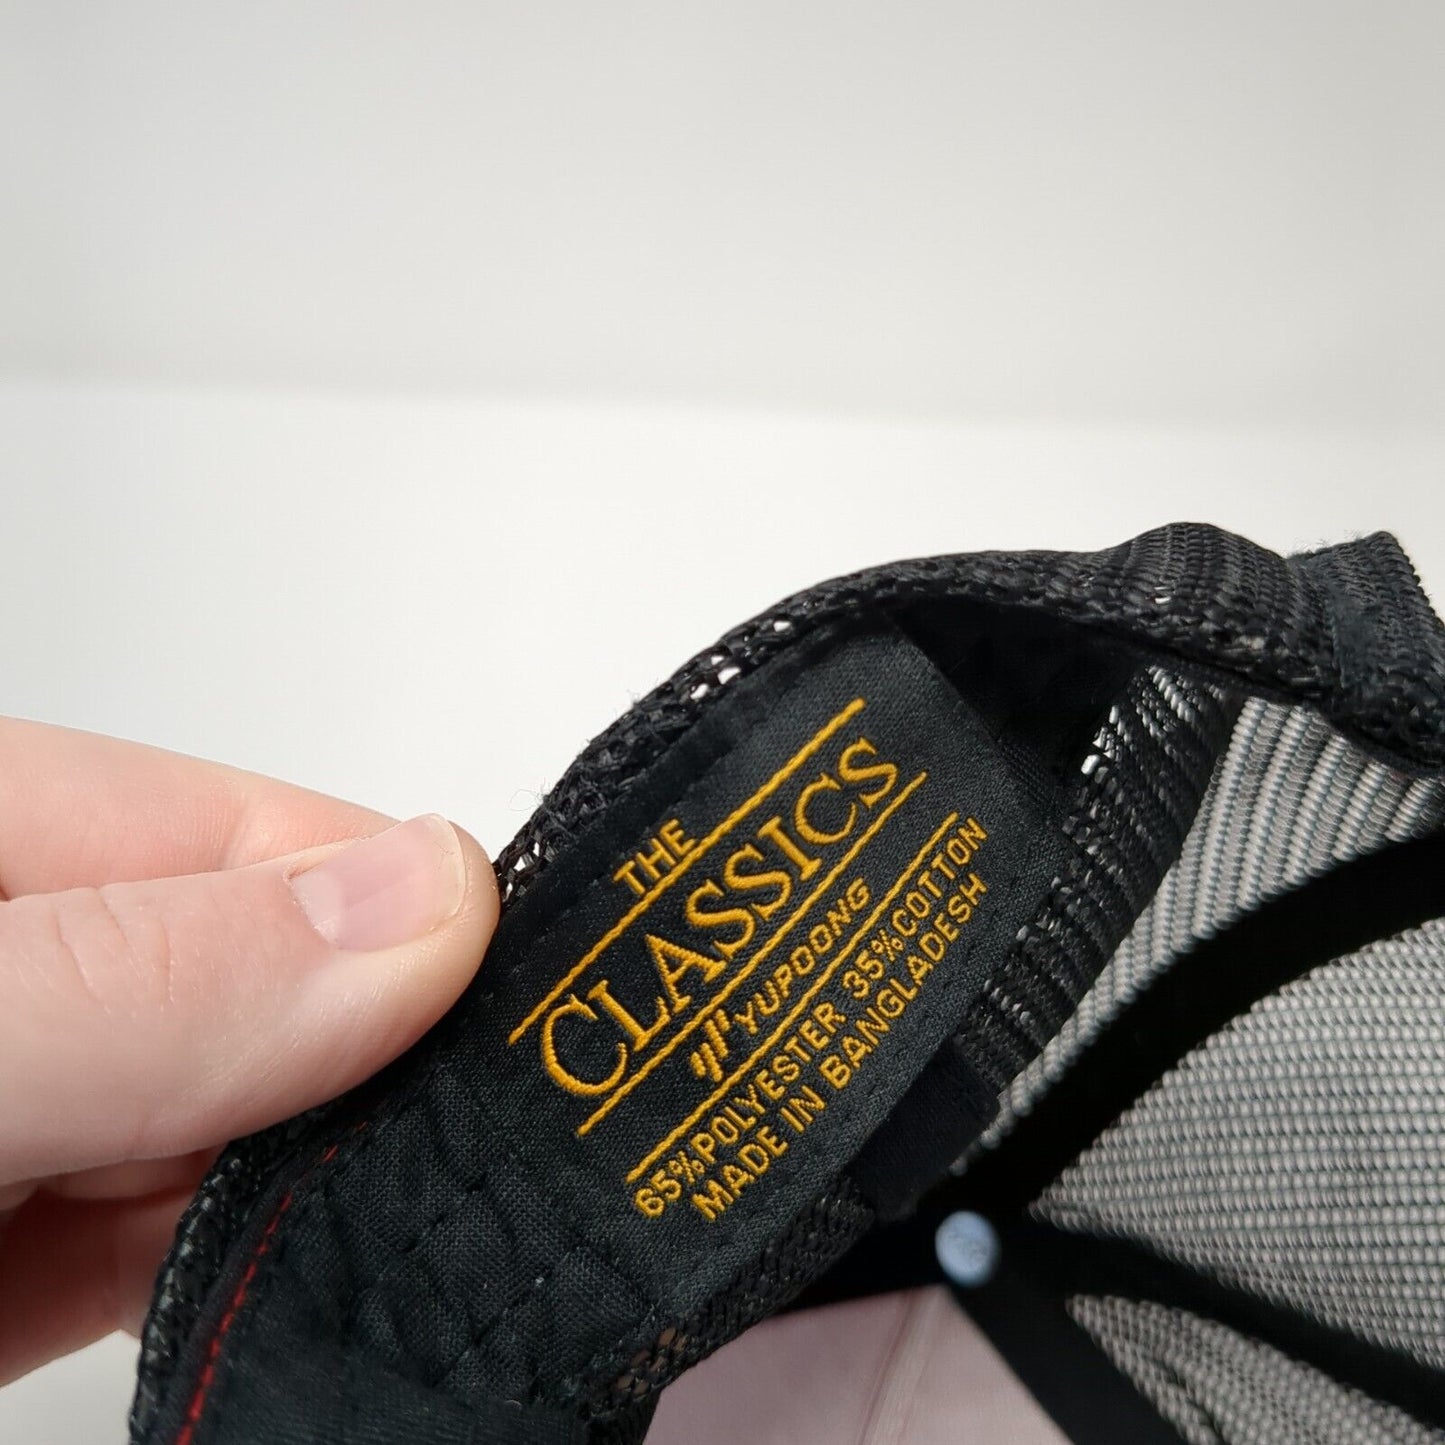 THE
CLASSICS
YUPOONG
65%POLYESTER 35%COTTON
MADE IN BANGLADESH